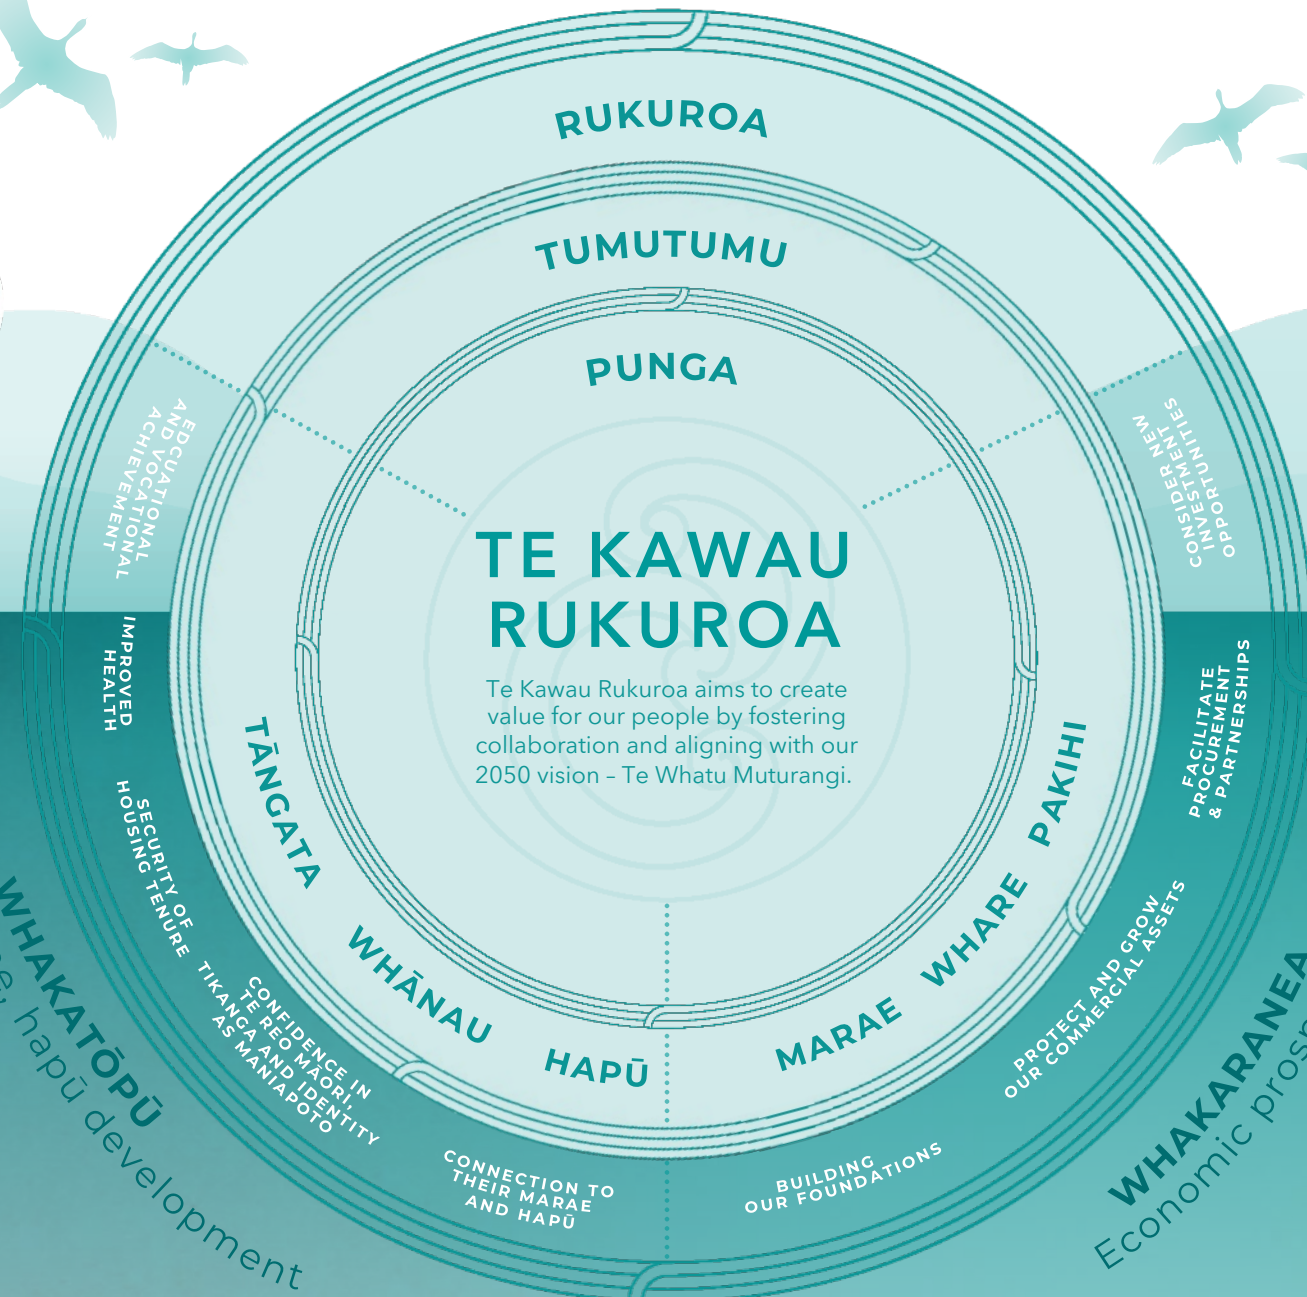 RUKUROA
TUMUTUMU
PUNGA
TE KAWAU
RUKUROA
Te Kawau Rukuroa aims to create
value for our people by fostering
collaboration and aligning with our
2050 vision – Te Whatu Muturangi.
TĀNGATA
WHĀNAU
HAPŪ
MARAE
WHARE
PAKIHI
EDCUATIONAL
AND VOCATIONAL
ACHIEVEMENT
IMPROVED
HEALTH
SECURITY OF
HOUSING TENURE
CONFIDENCE IN
TE REO MĀORI,
TIKANGA AND IDENTITY
AS MANIAPOTO
CONNECTION TO
THEIR MARAE
AND HAPŪ
BUILDING
OUR FOUNDATIONS
PROTECT AND GROW
OUR COMMERCIAL ASSETS
FACILITATE
PROCUREMENT
& PARTNERSHIPS
CONSIDER NEW
INVESTMENT
OPPORTUNITIES
WHAKATŌPŪ
hapū development
WHAKARANEA
Economic